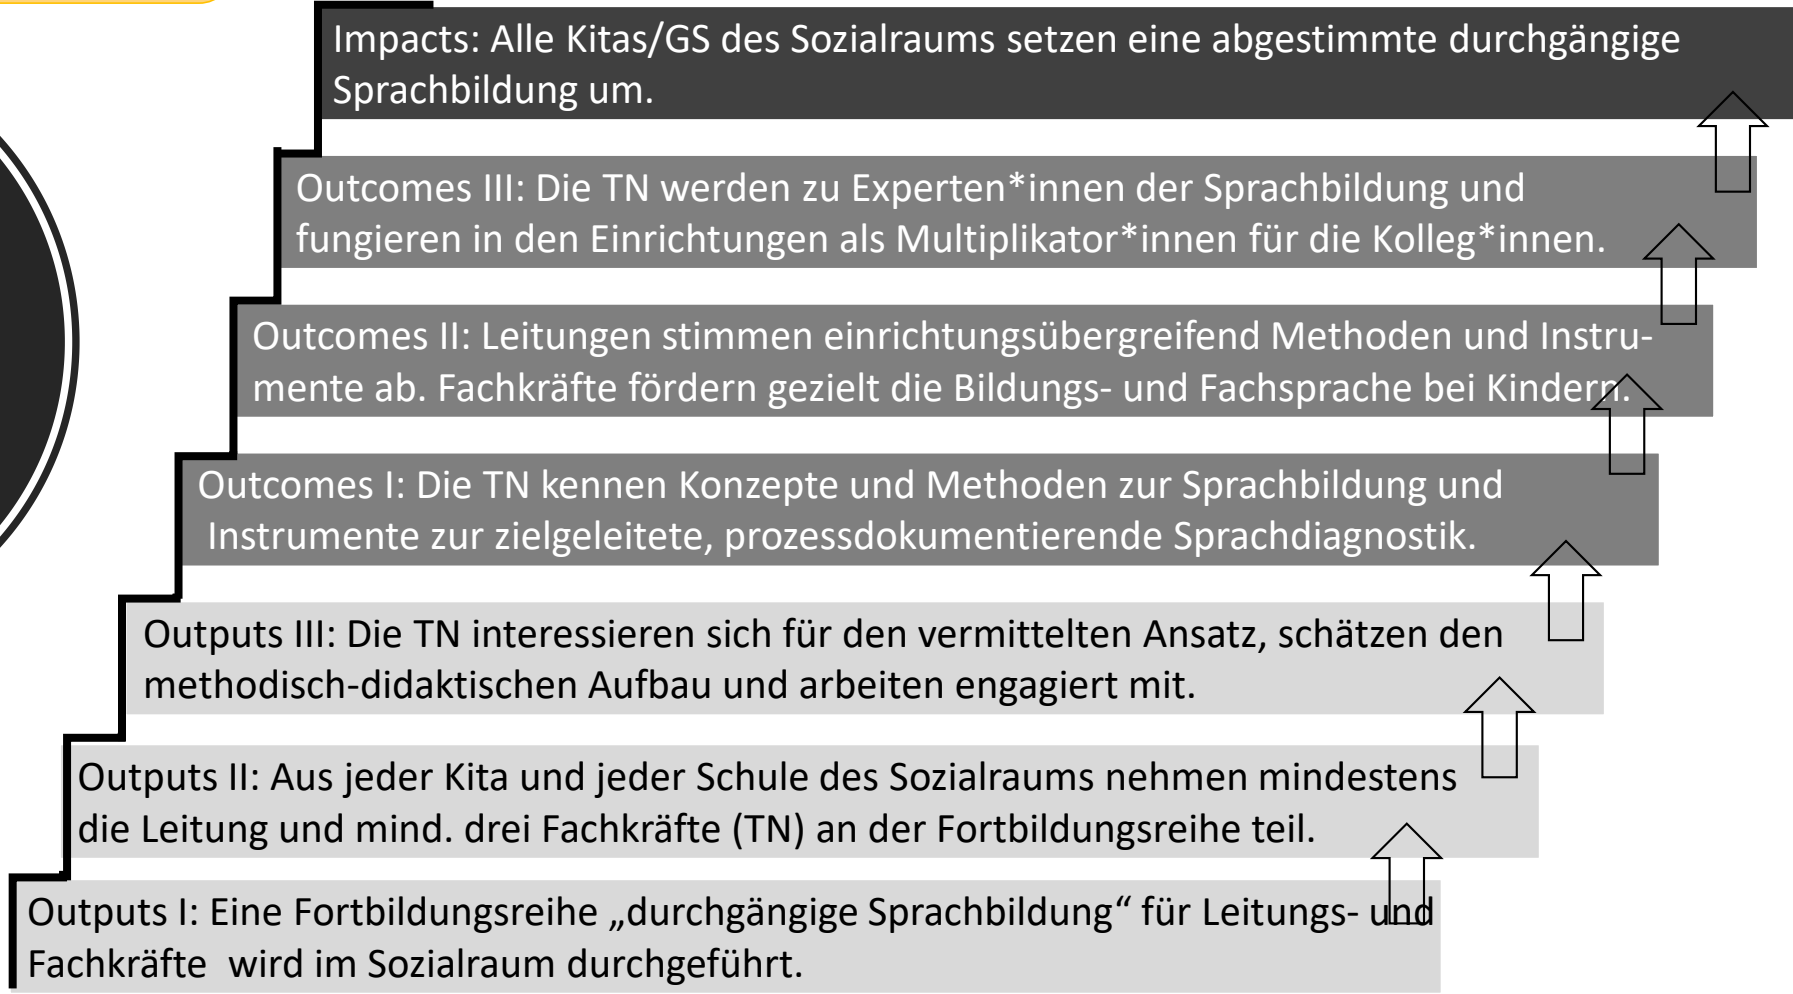 Impacts: Alle Kitas/GS des Sozialraums setzen eine abgestimmte durchgängige
Sprachbildung um.
Outcomes III: Die TN werden zu Experten*innen der Sprachbildung und
fungieren in den Einrichtungen als Multiplikator*innen für die Kolleg*innen.
Outcomes II: Leitungen stimmen einrichtungsübergreifend Methoden und Instru-
mente ab. Fachkräfte fördern gezielt die Bildungs- und Fachsprache bei Kindern.
Outcomes I: Die TN kennen Konzepte und Methoden zur Sprachbildung und
Instrumente zur zielgeleitete, prozessdokumentierende Sprachdiagnostik.
Outputs III: Die TN interessieren sich für den vermittelten Ansatz, schätzen den
methodisch-didaktischen Aufbau und arbeiten engagiert mit.
Outputs II: Aus jeder Kita und jeder Schule des Sozialraums nehmen mindestens
die Leitung und mind. drei Fachkräfte (TN) an der Fortbildungsreihe teil.
Outputs I: Eine Fortbildungsreihe „durchgängige Sprachbildung“ für Leitungs- und
Fachkräfte wird im Sozialraum durchgeführt.